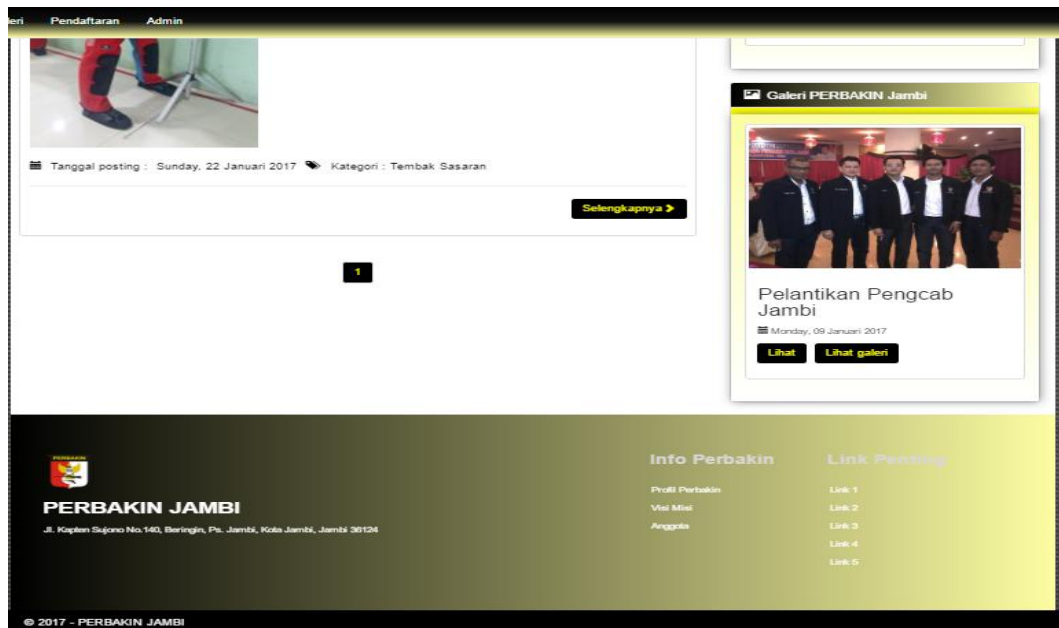 Pendaftaran Admin
Tanggal posting : Sunday, 22 Januari 2017 Kategori : Tembak Sasaran
Selengkapnya
1
Galeri PERBAKIN Jambi
Pelantikan Pengcab
Jambi
Monday, 09 Januari 2017
Lihat Lihat galeri
PERBAKIN
PERBAKIN JAMBI
Jl. Kapten Sujono No.140, Beringin, Ps. Jambi, Kota Jambi, Jambi 36124
Info Perbakin
Profil Perbakin
Visi Misi
Anggota
Link Penting
Link 1
Link 2
Link 3
Link 4
Link 5
© 2017 - PERBAKIN JAMBI